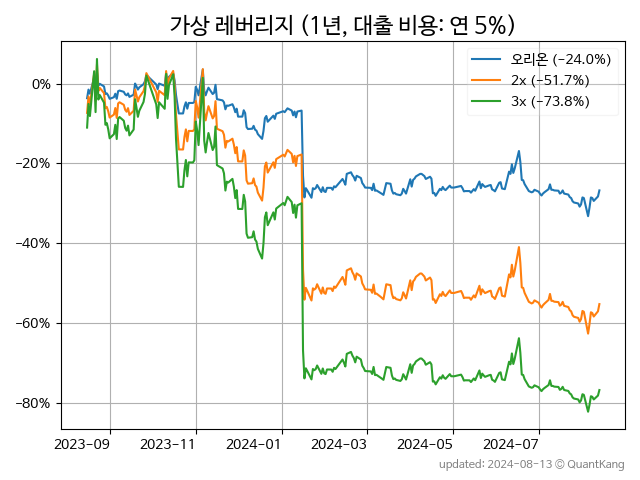 가상 레버리지 (1년, 대출 비용: 연 5%)
오리온 (−24.0%)
2x (−51.7%)
3x (−73.8%)
0%
−20%
−40%
−60%
−80%
2023-09 2023-11 2024-01 2024-03 2024-05 2024-07
updated: 2024-08-13 © QuantKang